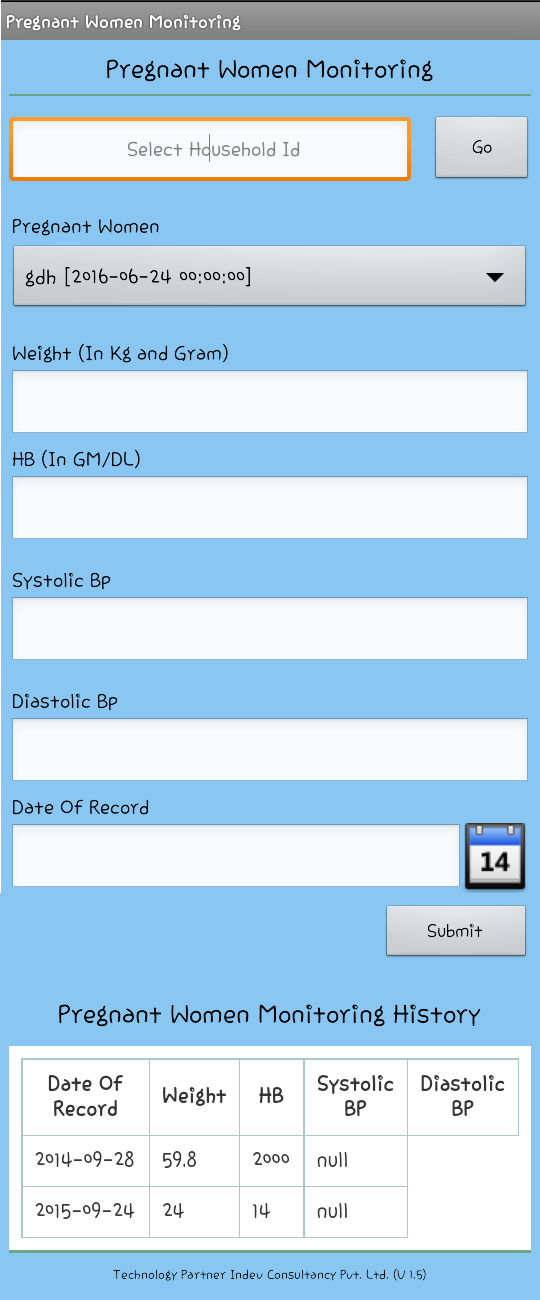 Pregnant Women Monitoring
Pregnant Women Monitoring
Select Household Id
Go
Pregnant Women
gdh [2016-06-24 00:00:00]
Weight (In Kg and Gram)
HB (In GM/DL)
Systolic Bp
Diastolic Bp
Date Of Record
14
Submit
Pregnant Women Monitoring History
Date Of Record Weight HB Systolic BP Diastolic BP
2014-09-28 59.8 2000 null
2015-09-24 24 14 null
Technology Partner Indev Consultancy Pvt. Ltd. (V 1.5)